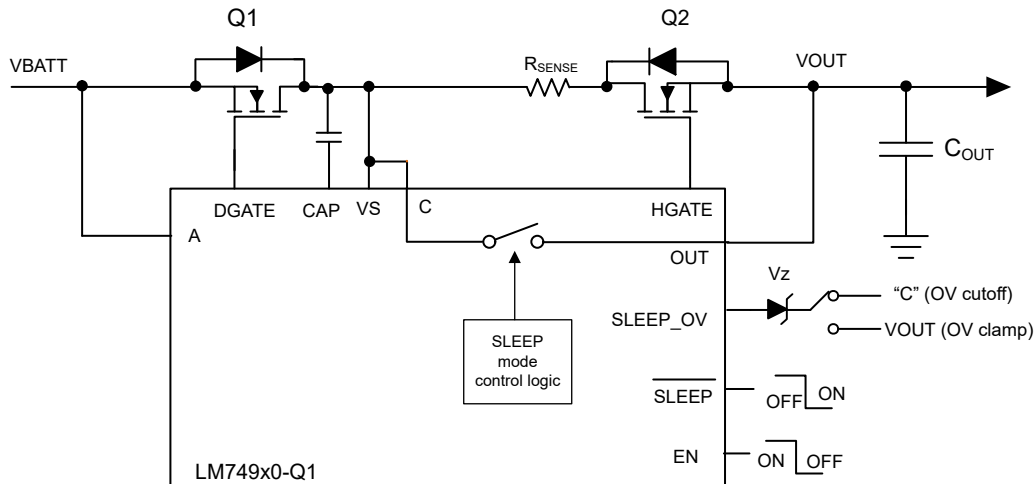 Q1
Q2
VBATT
RSENSE
VOUT
COUT
DGATE
CAP
VS
C
HGATE
A
OUT
Vz
“C” (OV cutoff)
SLEEP_OV
VOUT (OV clamp)
SLEEP
mode
control logic
SLEEP
OFF
ON
EN
ON
OFF
LM749x0-Q1